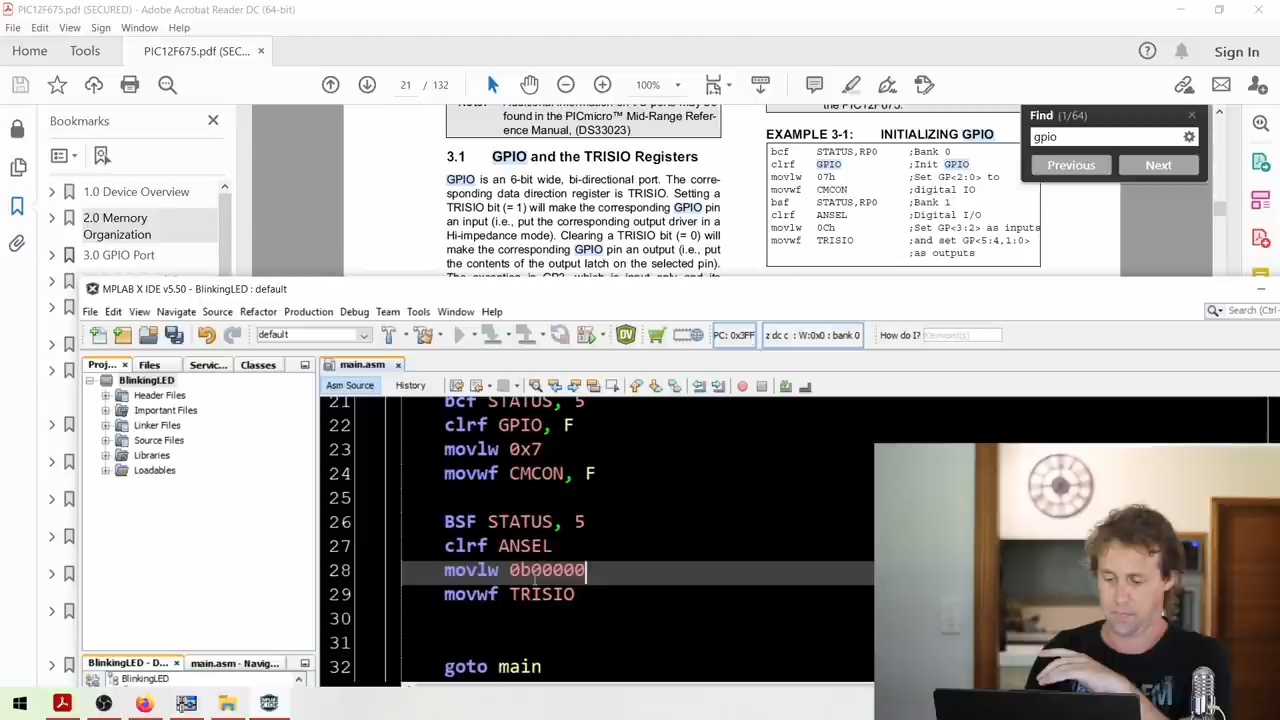 PIC12F675.pdf (SECURED) - Adobe Acrobat Reader DC (64-bit)
File Edit View Sign Window Help
Home Tools PIC12F675.pdf (SEC... × Sign In
21 / 132 100%
Bookmarks
1.0 Device Overview
2.0 Memory
Organization
3.0 GPIO Port
found in the PICmicro™ Mid-Range Refer-
ence Manual, (DS33023)
3.1 GPIO and the TRISIO Registers
GPIO is an 6-bit wide, bi-directional port. The corre-
sponding data direction register is TRISIO. Setting a
TRISIO bit (= 1) will make the corresponding GPIO pin
an input (i.e., put the corresponding output driver in a
Hi-impedance mode). Clearing a TRISIO bit (= 0) will
make the corresponding GPIO pin an output (i.e., put
the contents of the output latch on the selected pin).
the PIC12F675.
EXAMPLE 3-1: INITIALIZING GPIO
bcf STATUS,RP0 ;Bank 0
clrf GPIO ;Init GPIO
movlw 07h ;Set GP<2:0> to
movwf CMCON ;digital IO
bsf STATUS,RP0 ;Bank 1
clrf ANSEL ;Digital I/O
movlw 0Ch ;Set GP<3:2> as inputs
movwf TRISIO ;and set GP<5:4,1:0>
;as outputs
Find (1/64)
gpio
Previous Next
MPLAB X IDE v5.50 - BlinkingLED : default
File Edit View Navigate Source Refactor Production Debug Team Tools Window Help Search (Ctrl
default PC: 0x3FF z dc c : W:0x0 : bank 0 How do I? Keyword(s)
Proj... × Files Servic... Classes main.asm ×
BlinkingLED
Header Files
Important Files
Linker Files
Source Files
Libraries
Loadables
Asm Source History
21 bcf STATUS, 5
22 clrf GPIO, F
23 movlw 0x7
24 movwf CMCON, F
25
26 BSF STATUS, 5
27 clrf ANSEL
28 movlw 0b00000
29 movwf TRISIO
30
31
32 goto main
BlinkingLED - D... × main.asm - Navig...
BlinkingLED